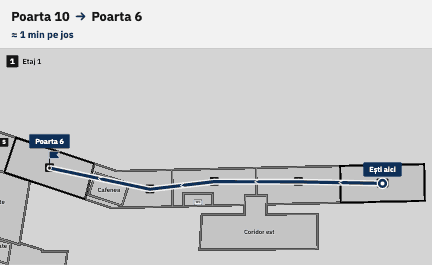 Poarta 10 → Poarta 6
≈ 1 min pe jos
1 Etaj 1
Poarta 6
Ești aici
Cafenea
Coridor est